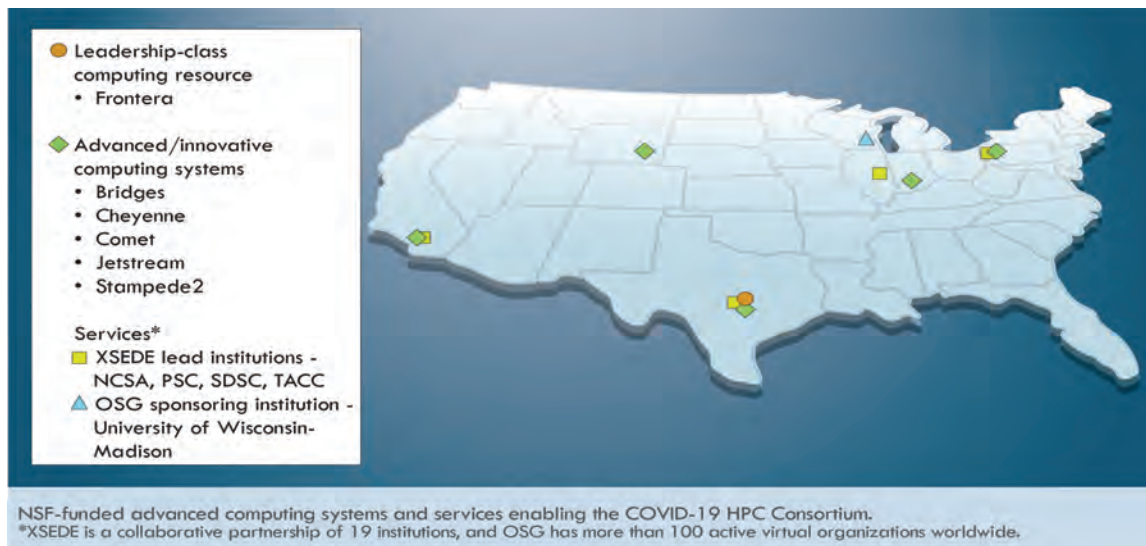 Leadership-class
computing resource
• Frontera
Advanced/innovative
computing systems
• Bridges
• Cheyenne
• Comet
• Jetstream
• Stampede2
Services*
XSEDE lead institutions -
NCSA, PSC, SDSC, TACC
OSG sponsoring institution -
University of Wisconsin-
Madison
NSF-funded advanced computing systems and services enabling the COVID-19 HPC Consortium.
*XSEDE is a collaborative partnership of 19 institutions, and OSG has more than 100 active virtual organizations worldwide.